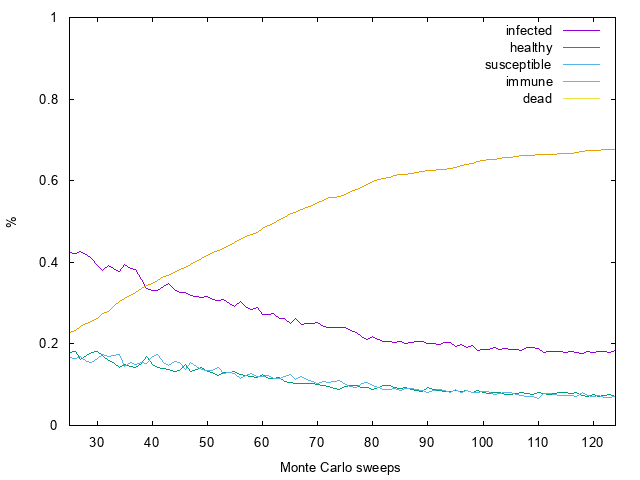 1
0.8
0.6
0.4
0.2
0
%
infected
healthy
susceptible
immune
dead
30 40 50 60 70 80 90 100 110 120
Monte Carlo sweeps